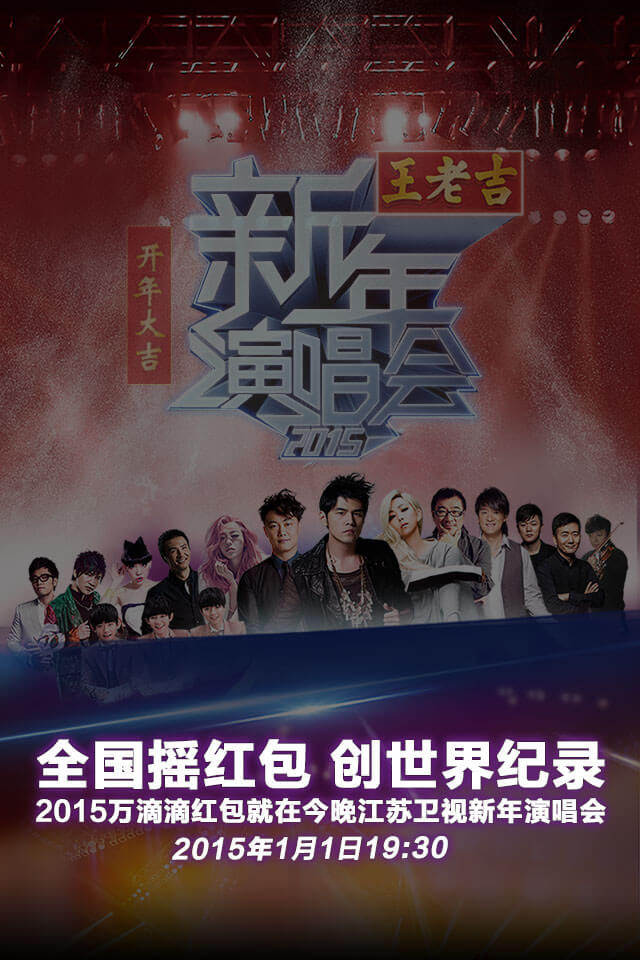 王老吉
开年大吉
新年
演唱会
2015
全国摇红包 创世界纪录
2015万滴滴红包就在今晚江苏卫视新年演唱会
2015年1月1日19:30